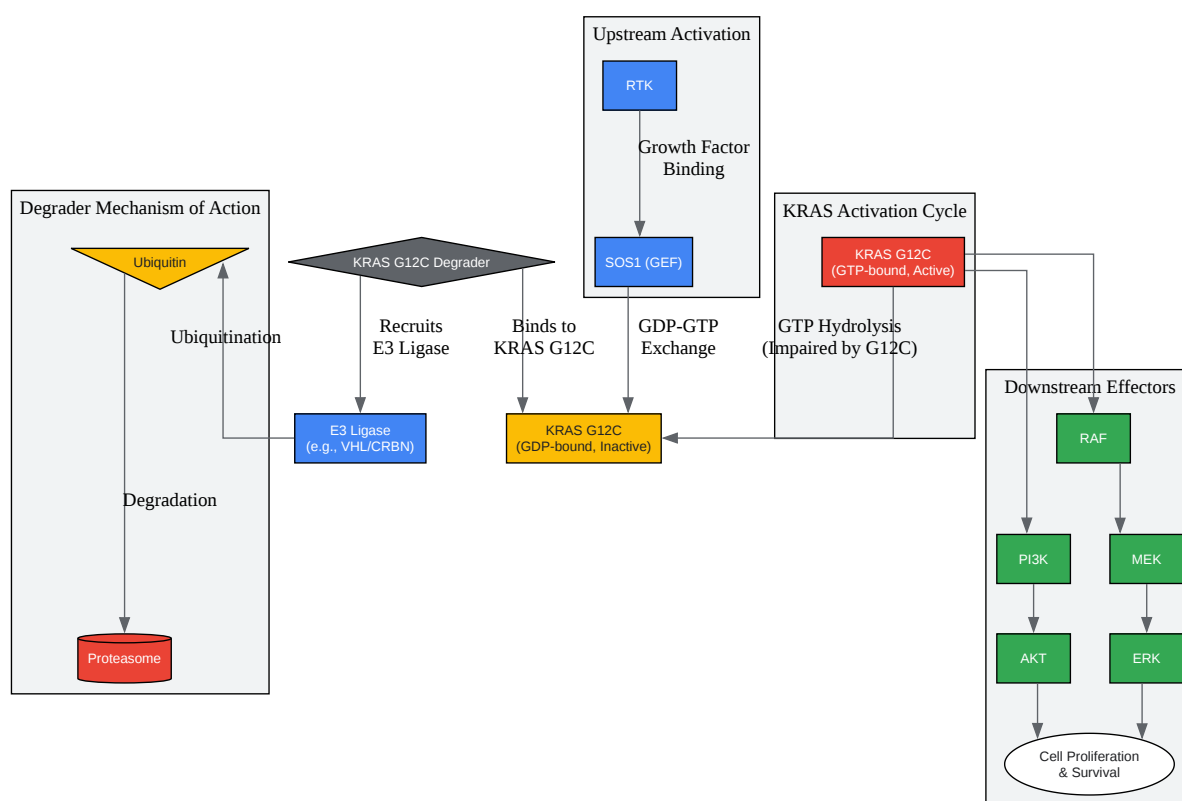 Upstream Activation
RTK
Growth Factor
Binding
SOS1 (GEF)
Degrader Mechanism of Action
Ubiquitin
KRAS G12C Degrader
KRAS Activation Cycle
KRAS G12C
(GTP-bound, Active)
Ubiquitination
Recruits
E3 Ligase
Binds to
KRAS G12C
GDP-GTP
Exchange
GTP Hydrolysis
(Impaired by G12C)
E3 Ligase
(e.g., VHL/CRBN)
KRAS G12C
(GDP-bound, Inactive)
Downstream Effectors
RAF
Degradation
PI3K
MEK
Proteasome
AKT
ERK
Cell Proliferation
& Survival